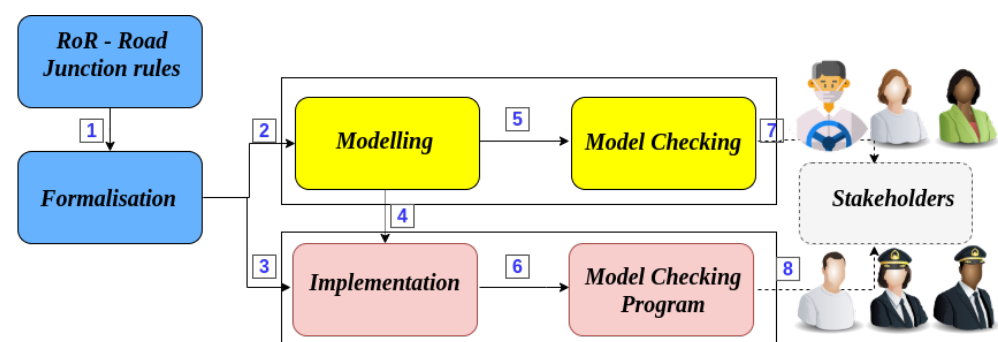 RoR - Road
Junction rules
1
Formalisation
2
3
Modelling
5
Model Checking
7
4
Implementation
6
Model Checking
Program
8
Stakeholders